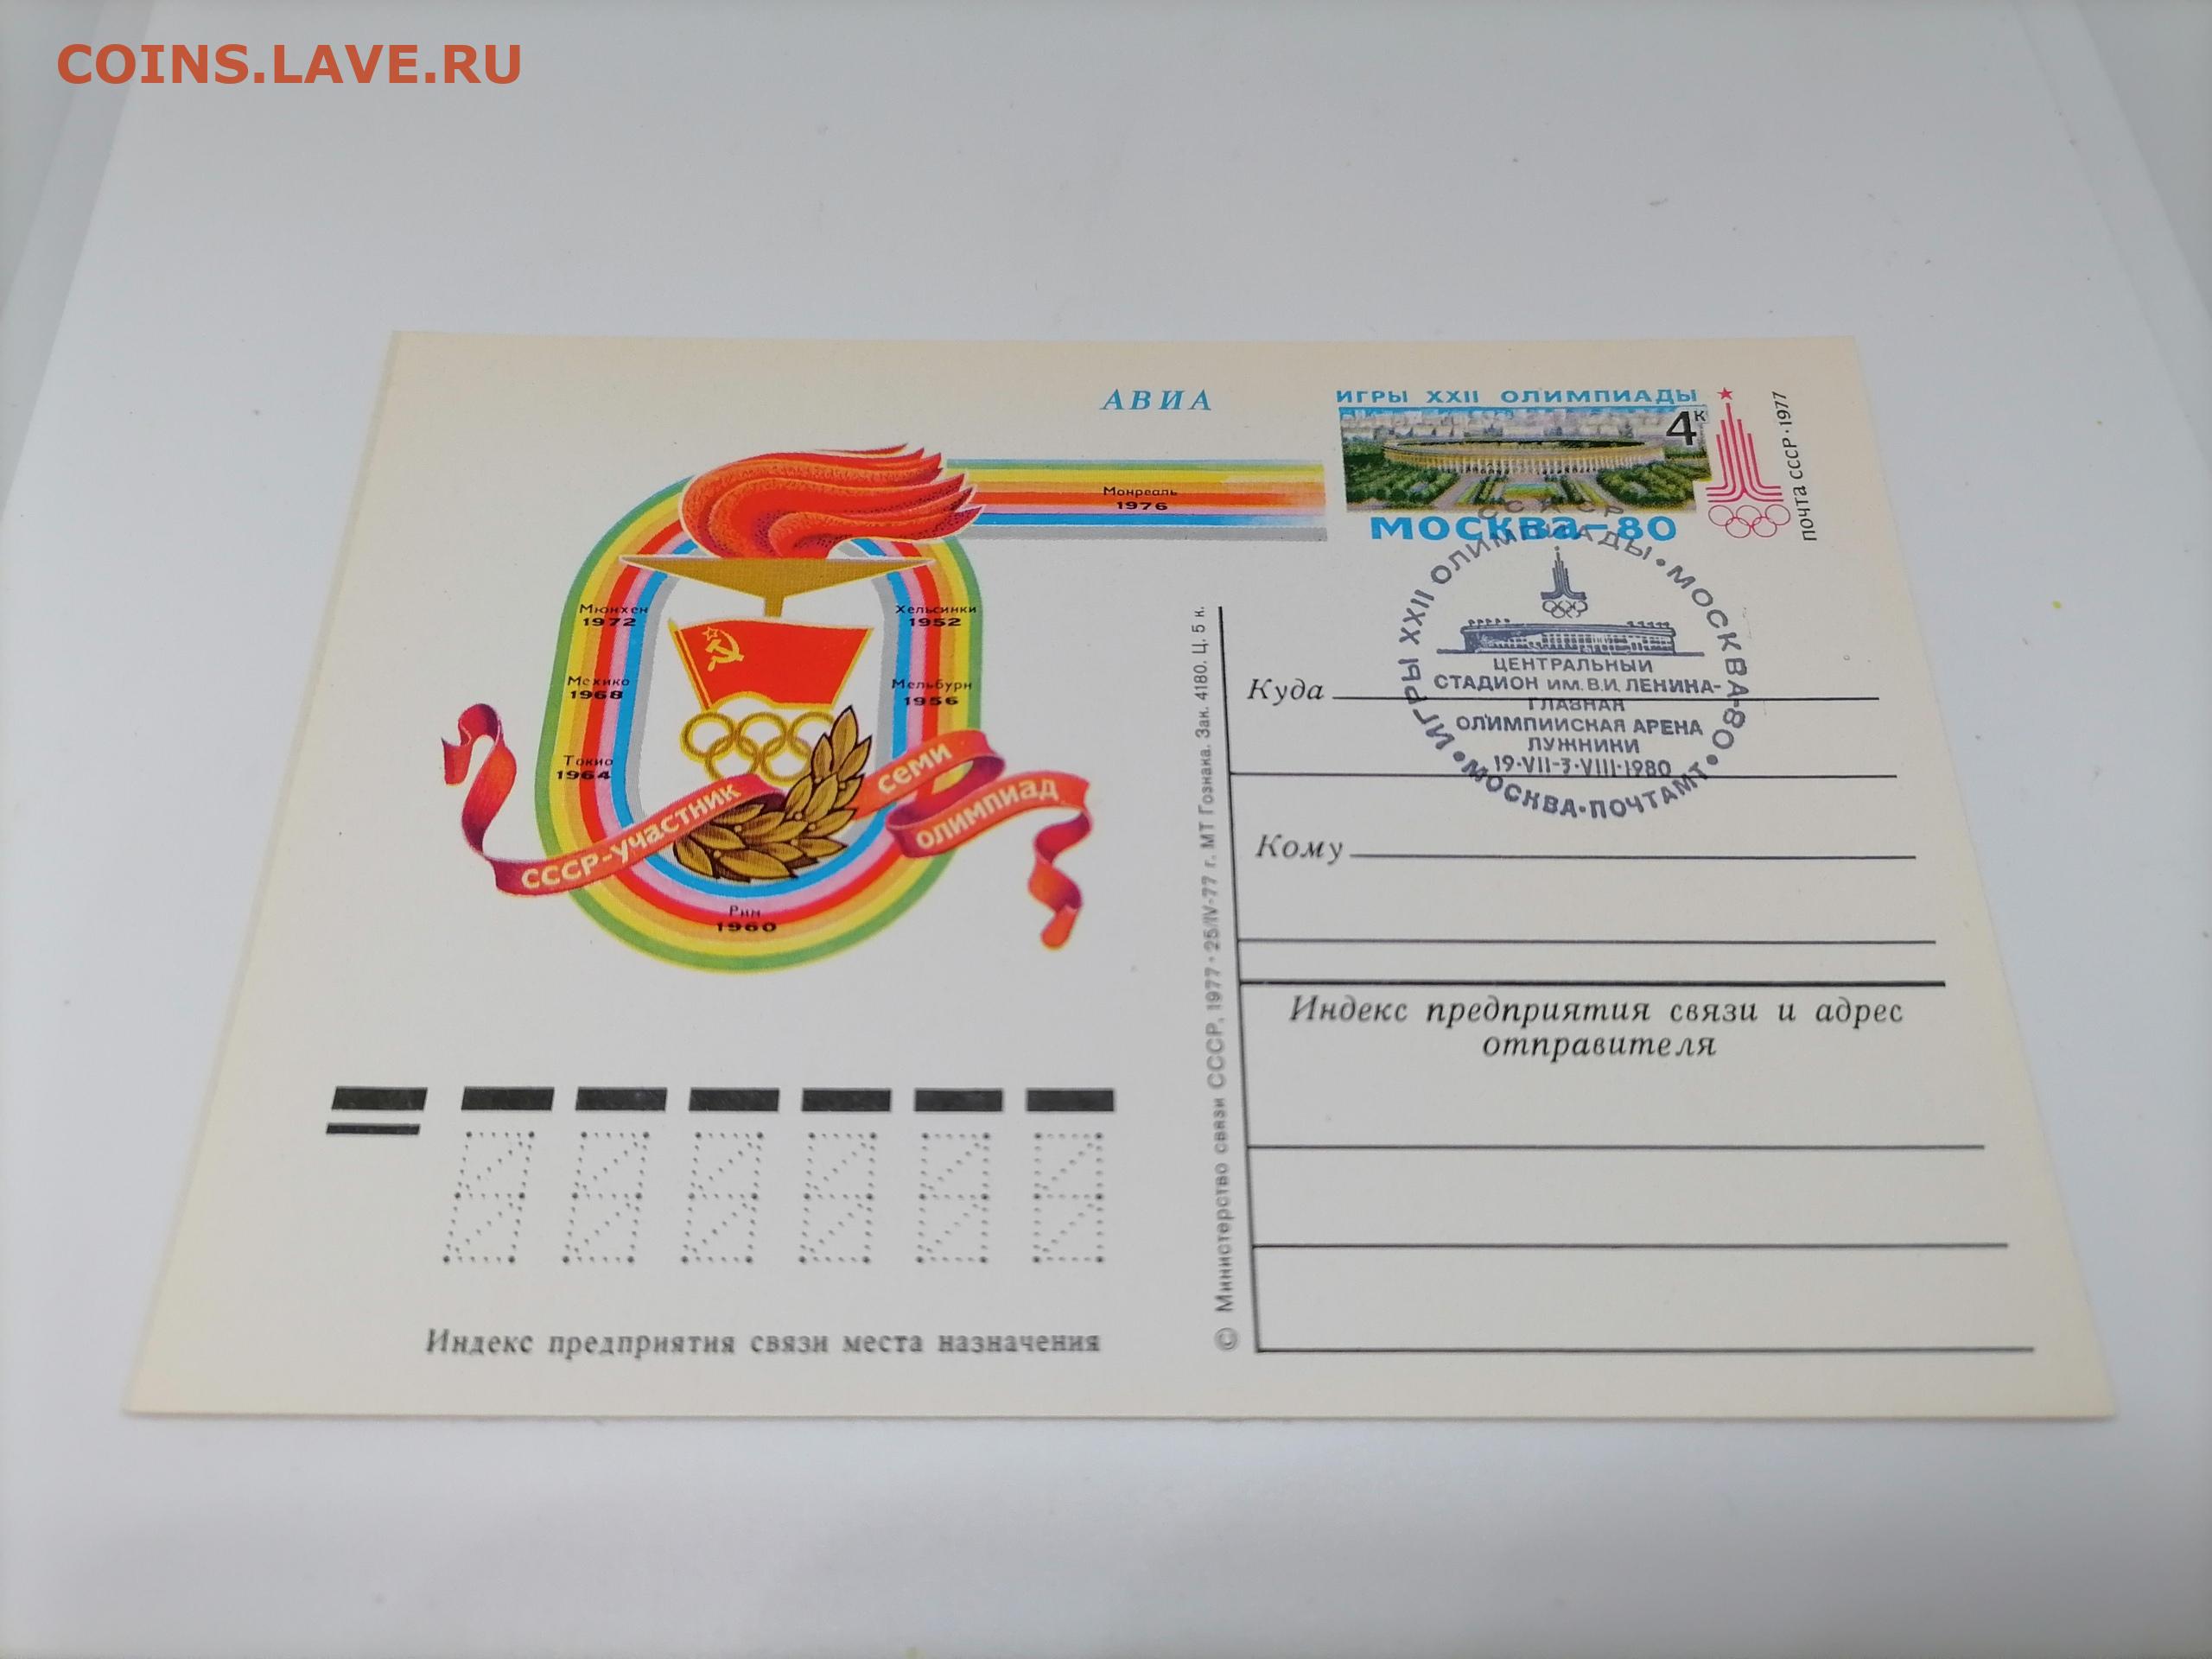 COINS.LAVE.RU
АВИА
ИГРЫ XXII ОЛИМПИАДЫ
4к
МОСКВа-80
ПОЧТА СССР·1977
Монреаль
1976
Мюнхен
1972
Хельсинки
1952
Мехико
1968
Мельбурн
1956
Токио
1964
Рим
1960
СССР-участник семи олимпиад
СССР
ИГРЫ XXII ОЛИМПИАДЫ·МОСКВА-80
ЦЕНТРАЛЬНЫЙ
СТАДИОН ИМ. В.И. ЛЕНИНА-
ГЛАВНАЯ
ОЛИМПИЙСКАЯ АРЕНА
ЛУЖНИКИ
19·VII-3·VIII·1980
·МОСКВА·ПОЧТАМТ·
Куда
Кому
Индекс предприятия связи и адрес
отправителя
© Министерство связи СССР, 1977 · 25/IV-77 г. МТ Гознака. Зак. 4180. Ц. 5 к.
Индекс предприятия связи места назначения